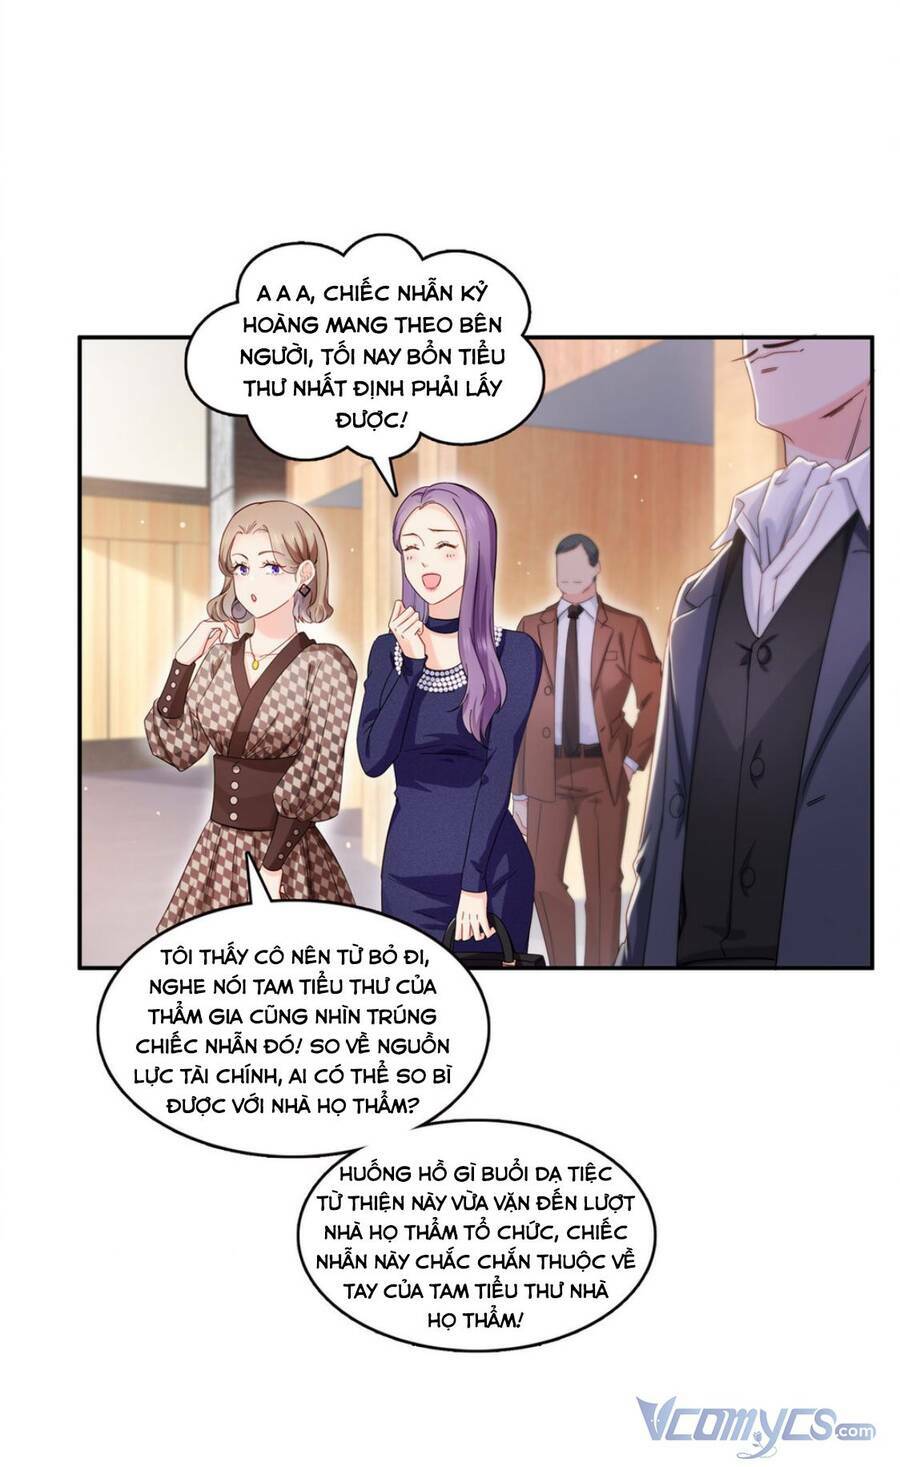 A A A, CHIẾC NHẪN KỶ
HOÀNG MANG THEO BÊN
NGƯỜI, TỐI NAY BỔN TIỂU
THƯ NHẤT ĐỊNH PHẢI LẤY
ĐƯỢC!
TÔI THẤY CÔ NÊN TỪ BỎ ĐI,
NGHE NÓI TAM TIỂU THƯ CỦA
THẨM GIA CŨNG NHÌN TRÚNG
CHIẾC NHẪN ĐÓ! SO VỀ NGUỒN
LỰC TÀI CHÍNH, AI CÓ THỂ SO BÌ
ĐƯỢC VỚI NHÀ HỌ THẨM?
HUỐNG HỒ GÌ BUỔI DẠ TIỆC
TỪ THIỆN NÀY VỪA VẶN ĐẾN LƯỢT
NHÀ HỌ THẨM TỔ CHỨC, CHIẾC
NHẪN NÀY CHẮC CHẮN THUỘC VỀ
TAY CỦA TAM TIỂU THƯ NHÀ
HỌ THẨM!
VCOMYCS.com